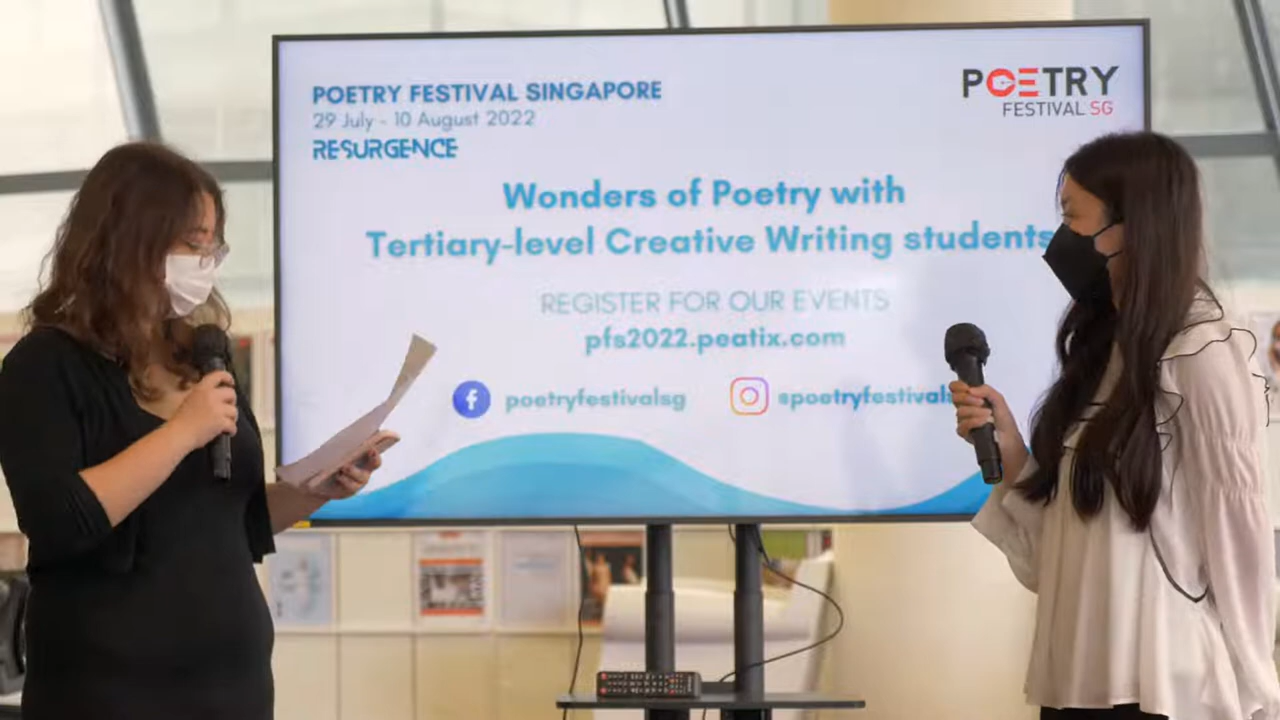 POETRY FESTIVAL SINGAPORE
29 July - 10 August 2022
RESURGENCE
POETRY
FESTIVAL SG
Wonders of Poetry with
Tertiary-level Creative Writing students
REGISTER FOR OUR EVENTS
pfs2022.peatix.com
poetryfestivalsg
spoetryfestivals